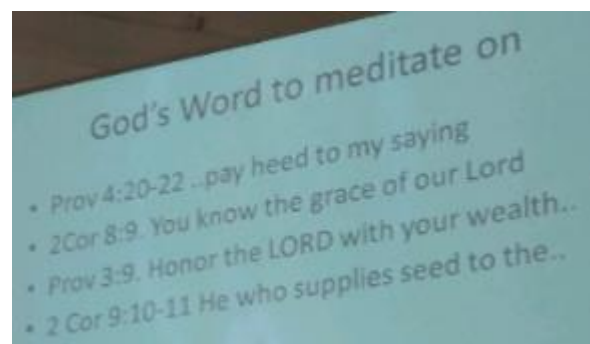 God's Word to meditate on
• Prov 4:20-22 ..pay heed to my saying
• 2Cor 8:9. You know the grace of our Lord
• Prov 3:9. Honor the LORD with your wealth..
• 2 Cor 9:10-11 He who supplies seed to the..